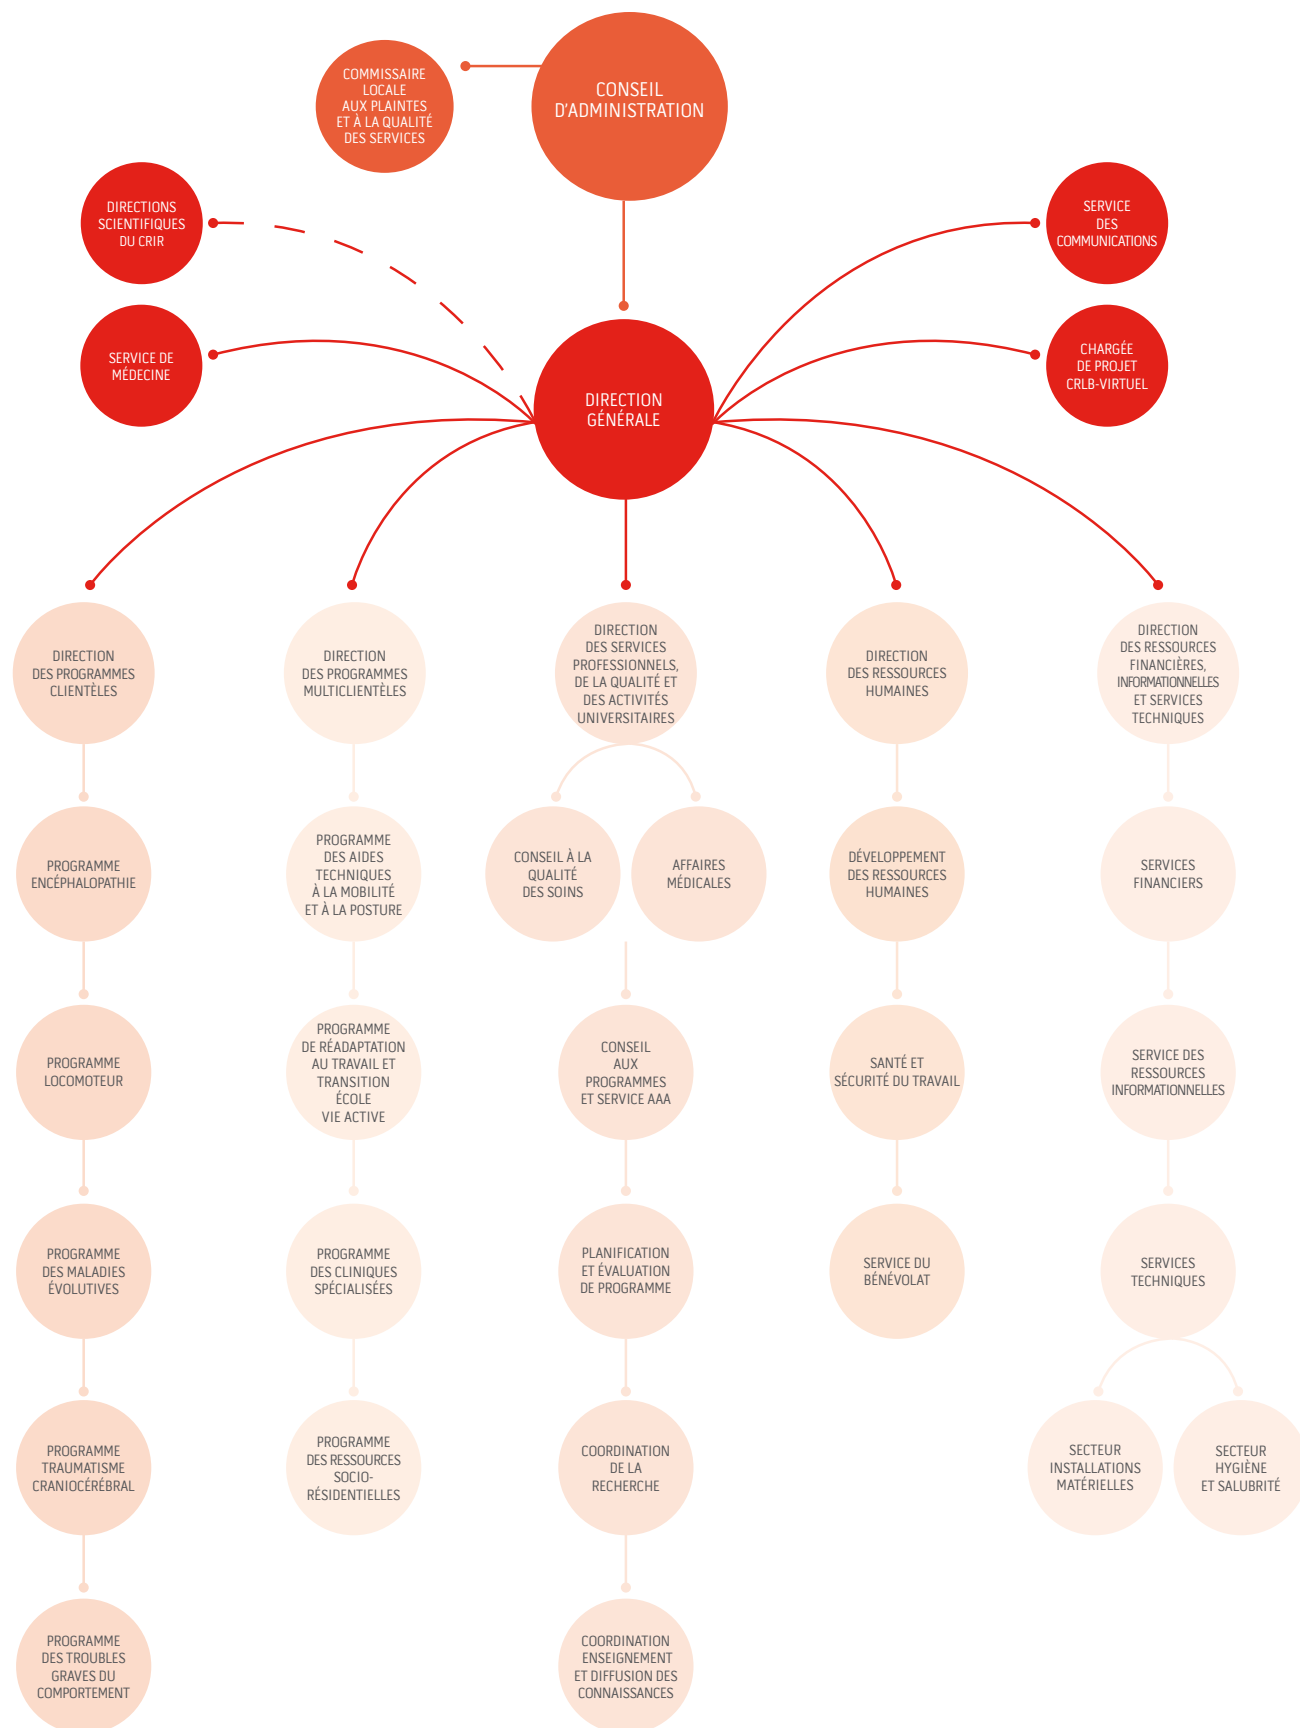 COMMISSAIRE
LOCALE
AUX PLAINTES
ET À LA QUALITÉ
DES SERVICES
CONSEIL
D'ADMINISTRATION
DIRECTIONS
SCIENTIFIQUES
DU CRIR
SERVICE
DES
COMMUNICATIONS
SERVICE DE
MÉDECINE
DIRECTION
GÉNÉRALE
CHARGÉE
DE PROJET
CRLB-VIRTUEL
DIRECTION
DES PROGRAMMES
CLIENTÈLES
DIRECTION
DES PROGRAMMES
MULTICLIENTÈLES
DIRECTION
DES SERVICES
PROFESSIONNELS,
DE LA QUALITÉ ET
DES ACTIVITÉS
UNIVERSITAIRES
DIRECTION
DES RESSOURCES
HUMAINES
DIRECTION
DES RESSOURCES
FINANCIÈRES,
INFORMATIONNELLES
ET SERVICES
TECHNIQUES
PROGRAMME
ENCÉPHALOPATHIE
PROGRAMME
DES AIDES
TECHNIQUES
À LA MOBILITÉ
ET À LA POSTURE
CONSEIL À LA
QUALITÉ
DES SOINS
AFFAIRES
MÉDICALES
DÉVELOPPEMENT
DES RESSOURCES
HUMAINES
SERVICES
FINANCIERS
PROGRAMME
LOCOMOTEUR
PROGRAMME
DE RÉADAPTATION
AU TRAVAIL ET
TRANSITION
ÉCOLE
VIE ACTIVE
CONSEIL
AUX
PROGRAMMES
ET SERVICE AAA
SANTÉ ET
SÉCURITÉ DU TRAVAIL
SERVICE DES
RESSOURCES
INFORMATIONNELLES
PROGRAMME
DES MALADIES
ÉVOLUTIVES
PROGRAMME
DES CLINIQUES
SPÉCIALISÉES
PLANIFICATION
ET ÉVALUATION
DE PROGRAMME
SERVICE DU
BÉNÉVOLAT
SERVICES
TECHNIQUES
PROGRAMME
TRAUMATISME
CRANIOCÉRÉBRAL
PROGRAMME
DES RESSOURCES
SOCIO-
RÉSIDENTIELLES
COORDINATION
DE LA
RECHERCHE
SECTEUR
INSTALLATIONS
MATÉRIELLES
SECTEUR
HYGIÈNE
ET SALUBRITÉ
PROGRAMME
DES TROUBLES
GRAVES DU
COMPORTEMENT
COORDINATION
ENSEIGNEMENT
ET DIFFUSION DES
CONNAISSANCES